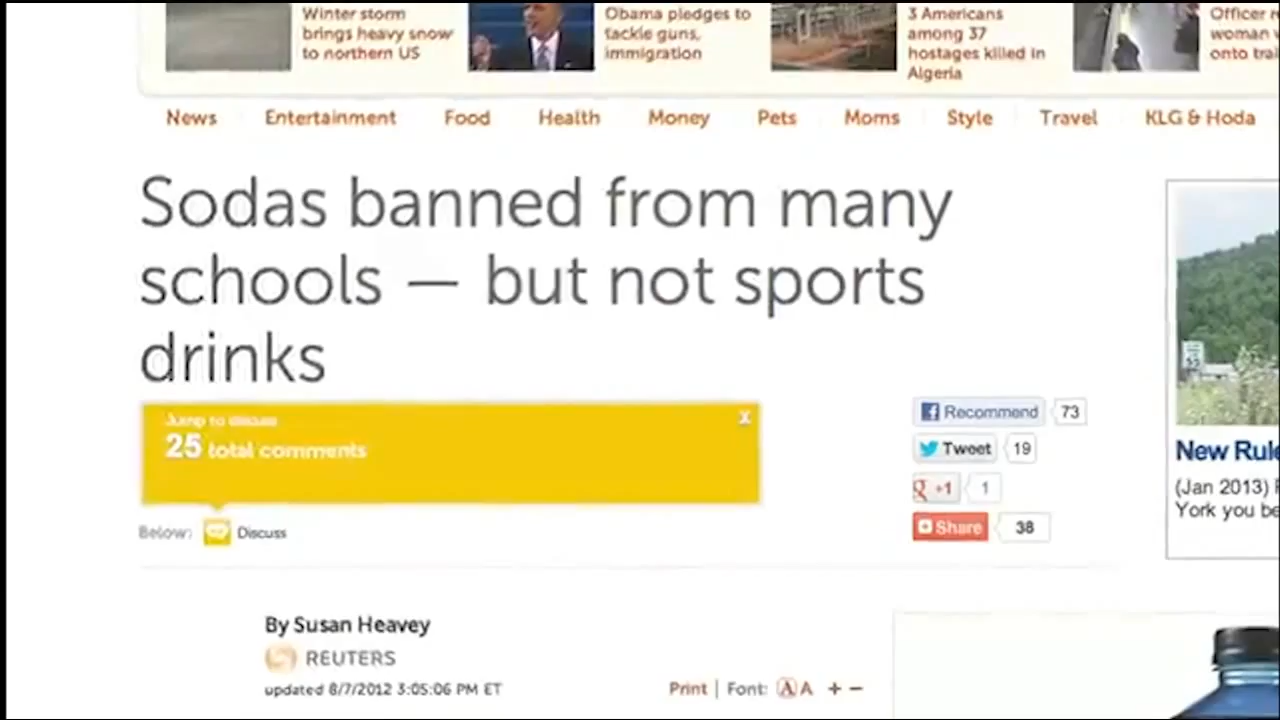 Winter storm
brings heavy snow
to northern US
Obama pledges to
tackle guns,
immigration
3 Americans
among 37
hostages killed in
Algeria
Officer
woman
onto
News Entertainment Food Health Money Pets Moms Style Travel KLG & Hoda
Sodas banned from many
schools — but not sports
drinks
Jump to discuss
x
25 total comments
Below: Discuss
Recommend 73
Tweet 19
g +1 1
Share 38
New Rule
(Jan 2013)
York you be
By Susan Heavey
REUTERS
updated 8/7/2012 3:05:06 PM ET
Print | Font: A A + −